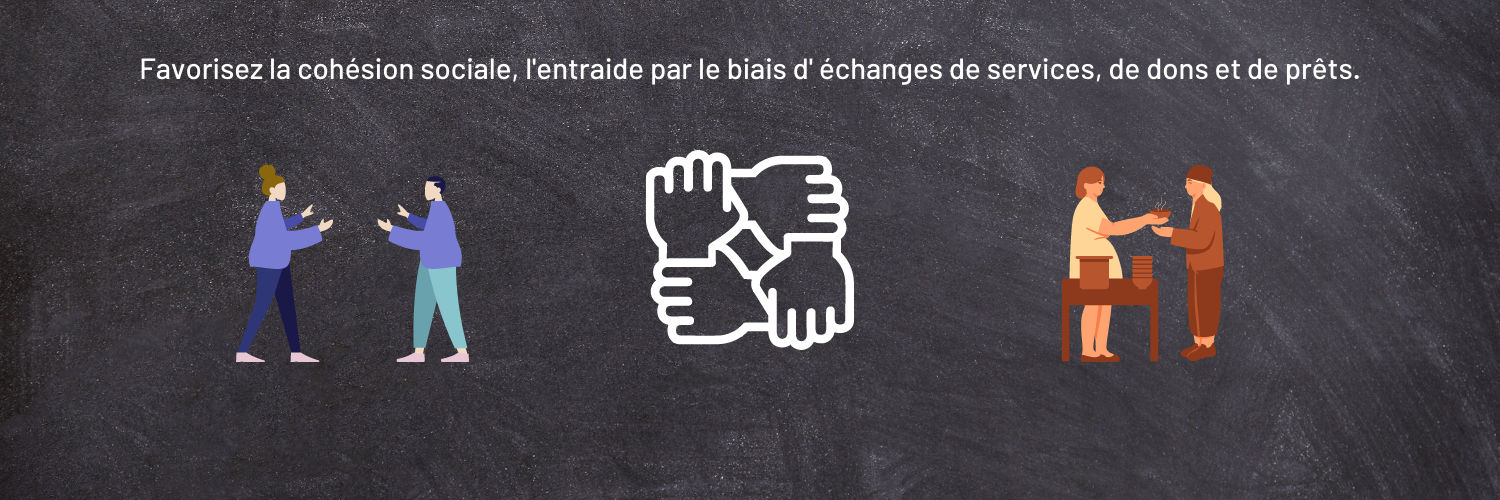 Favorisez la cohésion sociale, l'entraide par le biais d' échanges de services, de dons et de prêts.